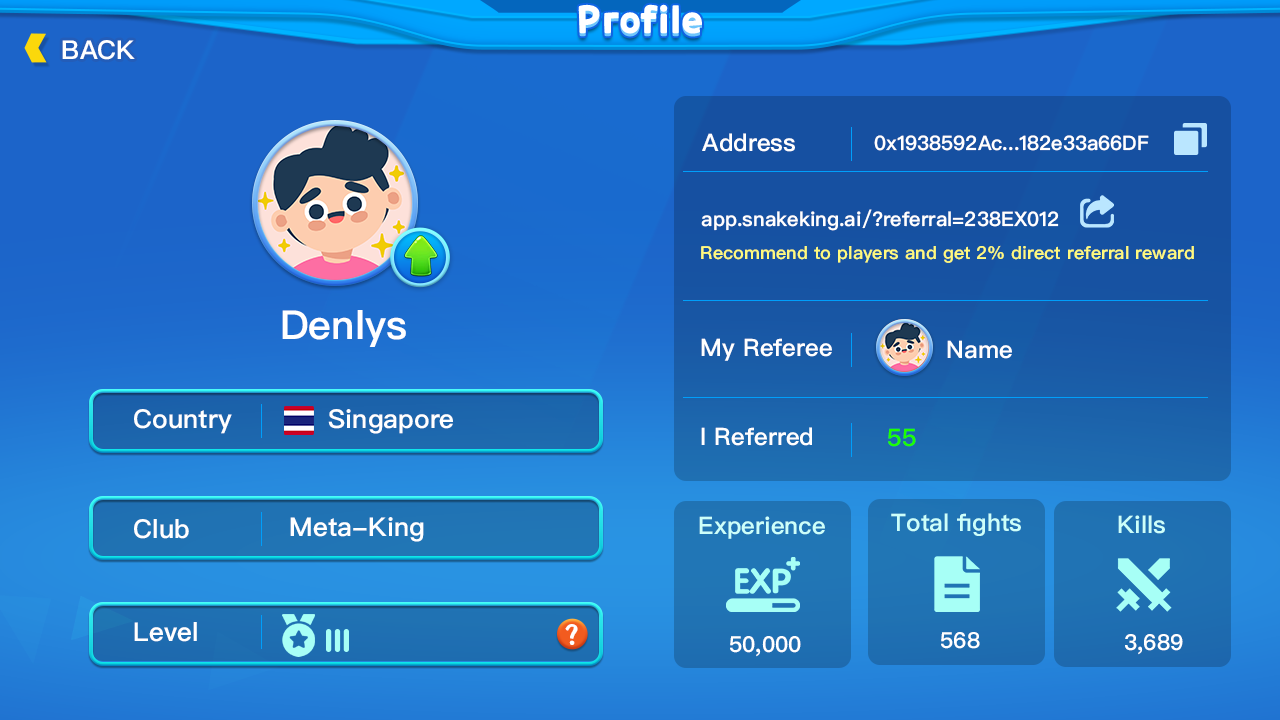 Profile
BACK
Denlys
Country
Singapore
Club
Meta-King
Level
III
?
Address
0x1938592Ac...182e33a66DF
app.snakeking.ai/?referral=238EX012
Recommend to players and get 2% direct referral reward
My Referee
Name
I Referred
55
Experience
EXP+
50,000
Total fights
568
Kills
3,689